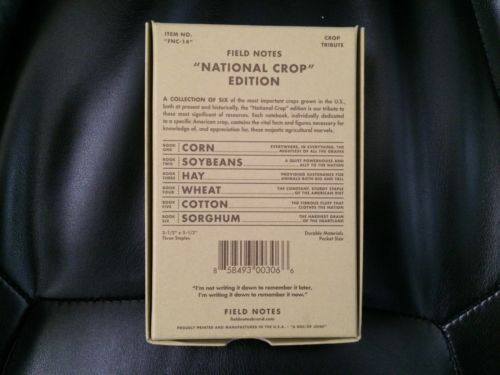 ITEM NO.
"FNC-14"
CROP
TRIBUTE
FIELD NOTES
"NATIONAL CROP"
EDITION
A COLLECTION OF SIX of the most important crops grown in the U.S.,
both at present and historically, the "National Crop" edition is our tribute to
these most significant of resources. Each notebook, individually dedicated
to a specific American crop, contains the vital facts and figures necessary for
knowledge of, and appreciation for, these majestic agricultural marvels.
BOOK ONE CORN EVERYWHERE, IN EVERYTHING, THE MIGHTIEST OF ALL THE GRAINS
BOOK TWO SOYBEANS A QUIET POWERHOUSE AND ALLY TO THE NATION
BOOK THREE HAY PROVIDING SUSTENANCE FOR ANIMALS BOTH BIG AND TALL
BOOK FOUR WHEAT THE CONSTANT, STURDY STAPLE OF THE AMERICAN DIET
BOOK FIVE COTTON THE FIBROUS FLUFF THAT CLOTHES THE NATION
BOOK SIX SORGHUM THE HARDIEST GRAIN OF THE HEARTLAND
3-1/2" x 5-1/2"
Three Staples
Durable Materials
Pocket Size
8 58493 00306 6
"I'm not writing it down to remember it later,
I'm writing it down to remember it now."
FIELD NOTES
fieldnotesbrand.com
PROUDLY PRINTED AND MANUFACTURED IN THE U.S.A.